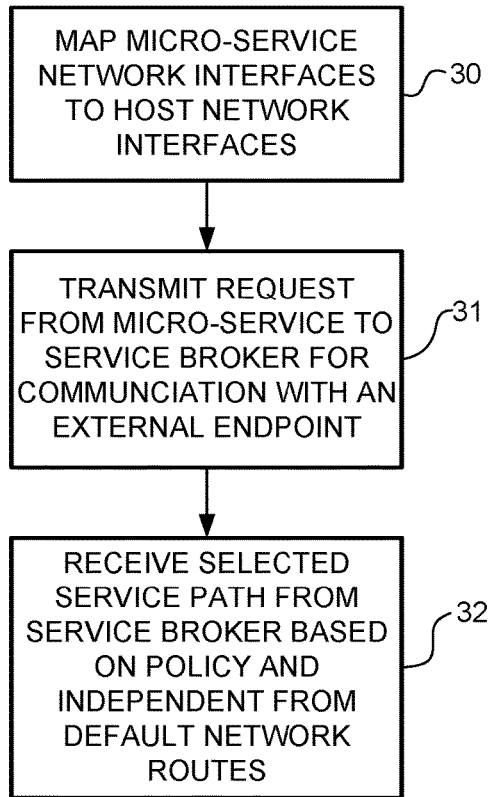 MAP MICRO-SERVICE
NETWORK INTERFACES
TO HOST NETWORK
INTERFACES
30
TRANSMIT REQUEST
FROM MICRO-SERVICE TO
SERVICE BROKER FOR
COMMUNCIATION WITH AN
EXTERNAL ENDPOINT
31
RECEIVE SELECTED
SERVICE PATH FROM
SERVICE BROKER BASED
ON POLICY AND
INDEPENDENT FROM
DEFAULT NETWORK
ROUTES
32